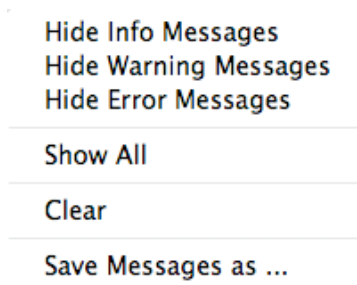 Hide Info Messages
Hide Warning Messages
Hide Error Messages
Show All
Clear
Save Messages as ...